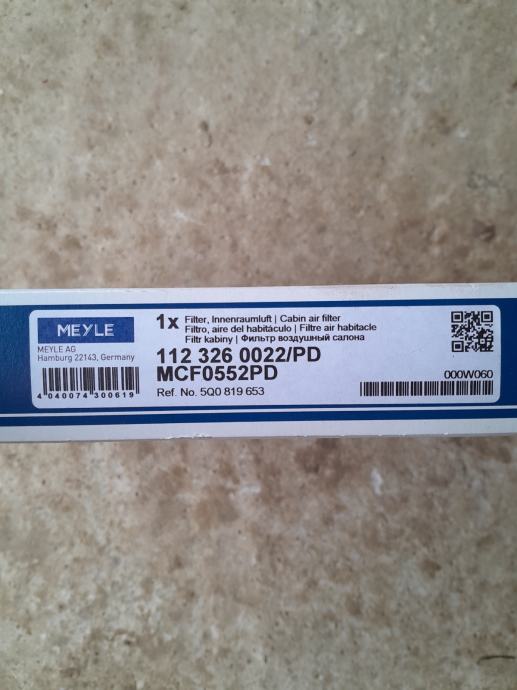 MEYLE
MEYLE AG
Hamburg 22143, Germany
4 040074 300619
1x Filter, Innenraumluft | Cabin air filter
Filtro, aire del habitáculo | Filtre air habitacle
Filtr kabiny | Фильтр воздушный салона
112 326 0022/PD
MCF0552PD
Ref. No. 5Q0 819 653
000W060